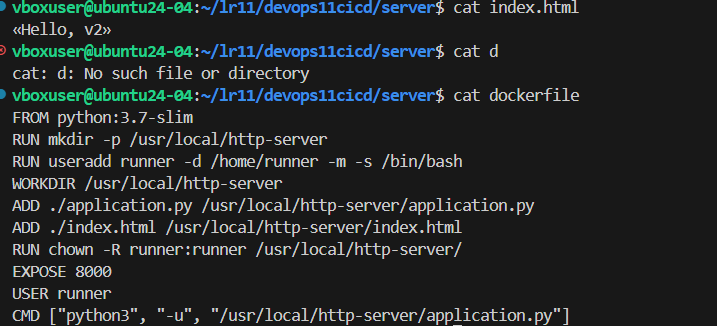 vboxuser@ubuntu24-04:~/lr11/devops11cicd/server$ cat index.html
«Hello, v2»
vboxuser@ubuntu24-04:~/lr11/devops11cicd/server$ cat d
cat: d: No such file or directory
vboxuser@ubuntu24-04:~/lr11/devops11cicd/server$ cat dockerfile
FROM python:3.7-slim
RUN mkdir -p /usr/local/http-server
RUN useradd runner -d /home/runner -m -s /bin/bash
WORKDIR /usr/local/http-server
ADD ./application.py /usr/local/http-server/application.py
ADD ./index.html /usr/local/http-server/index.html
RUN chown -R runner:runner /usr/local/http-server/
EXPOSE 8000
USER runner
CMD ["python3", "-u", "/usr/local/http-server/application.py"]